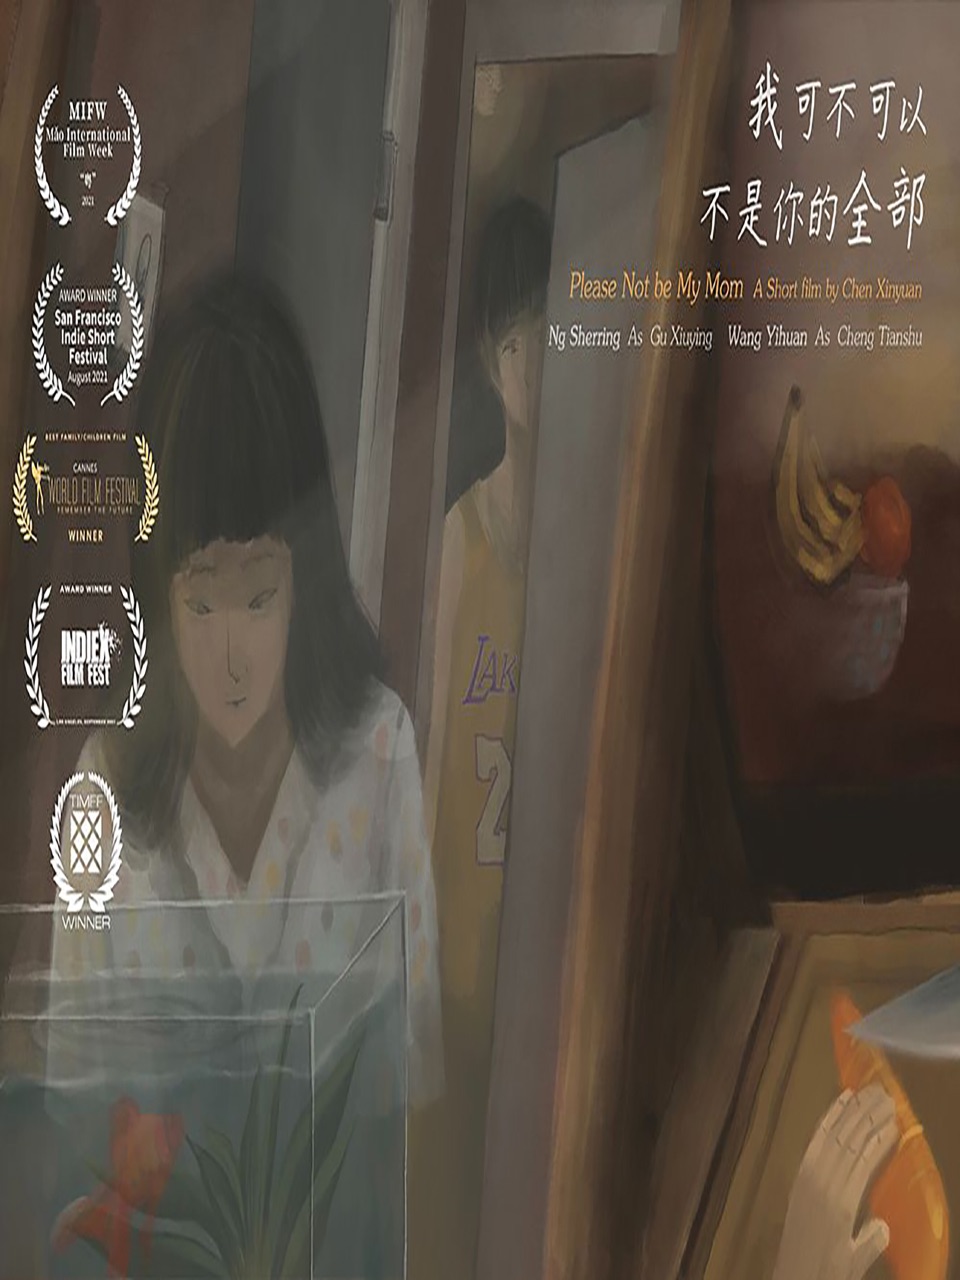 我可不可以
不是你的全部
Please Not be My Mom A Short film by Chen Xinyuan
Ng Sherring As Gu Xiuying Wang Yihuan As Cheng Tianshu
MIFW
Mão International
Film Week
2021
AWARD WINNER
San Francisco
Indie Short
Festival
August 2021
BEST FAMILY/CHILDREN FILM
CANNES
WORLD FILM FESTIVAL
REMEMBER THE FUTURE
WINNER
AWARD WINNER
INDIEX
FILM FEST
TIMFF
WINNER
LAK
2